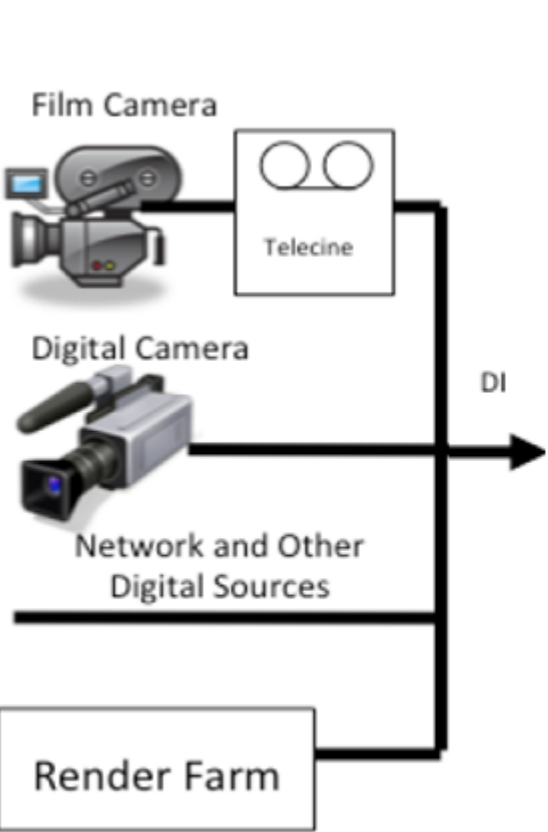 Film Camera
Telecine
Digital Camera
DI
Network and Other
Digital Sources
Render Farm